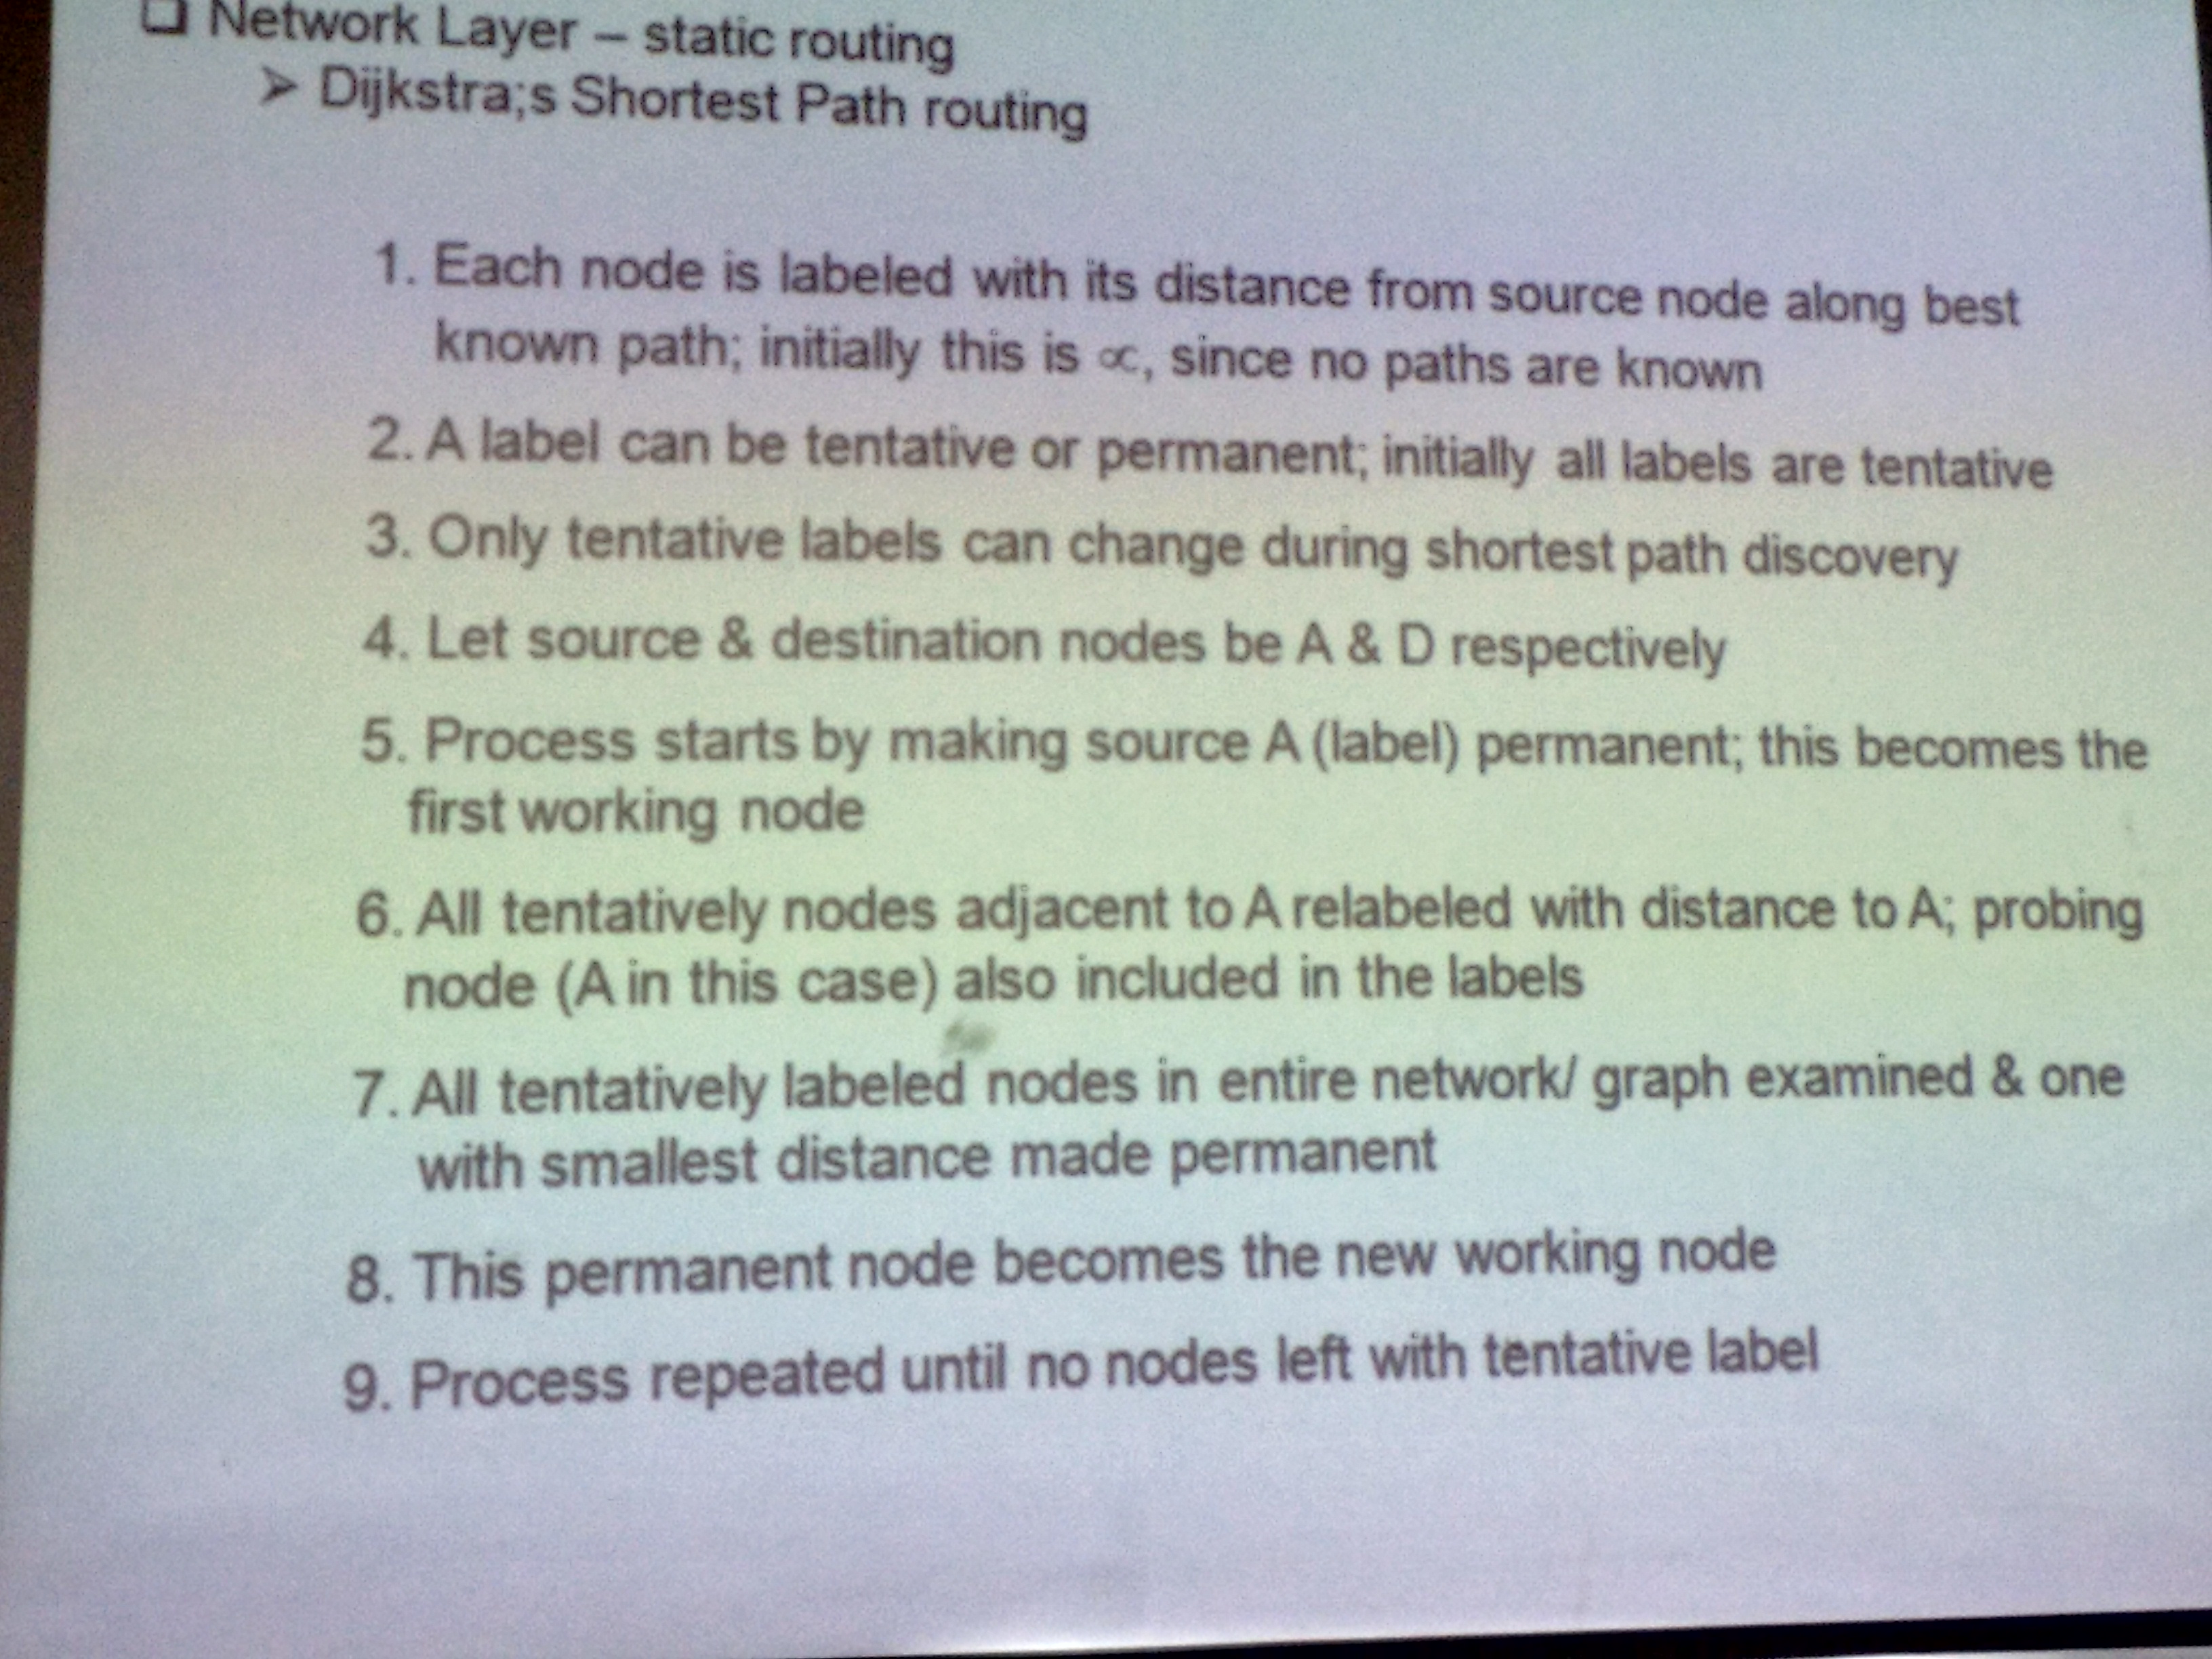 ❑ Network Layer – static routing
➢ Dijkstra;s Shortest Path routing
1. Each node is labeled with its distance from source node along best
known path; initially this is ∝, since no paths are known
2. A label can be tentative or permanent; initially all labels are tentative
3. Only tentative labels can change during shortest path discovery
4. Let source & destination nodes be A & D respectively
5. Process starts by making source A (label) permanent; this becomes the
first working node
6. All tentatively nodes adjacent to A relabeled with distance to A; probing
node (A in this case) also included in the labels
7. All tentatively labeled nodes in entire network/ graph examined & one
with smallest distance made permanent
8. This permanent node becomes the new working node
9. Process repeated until no nodes left with tentative label